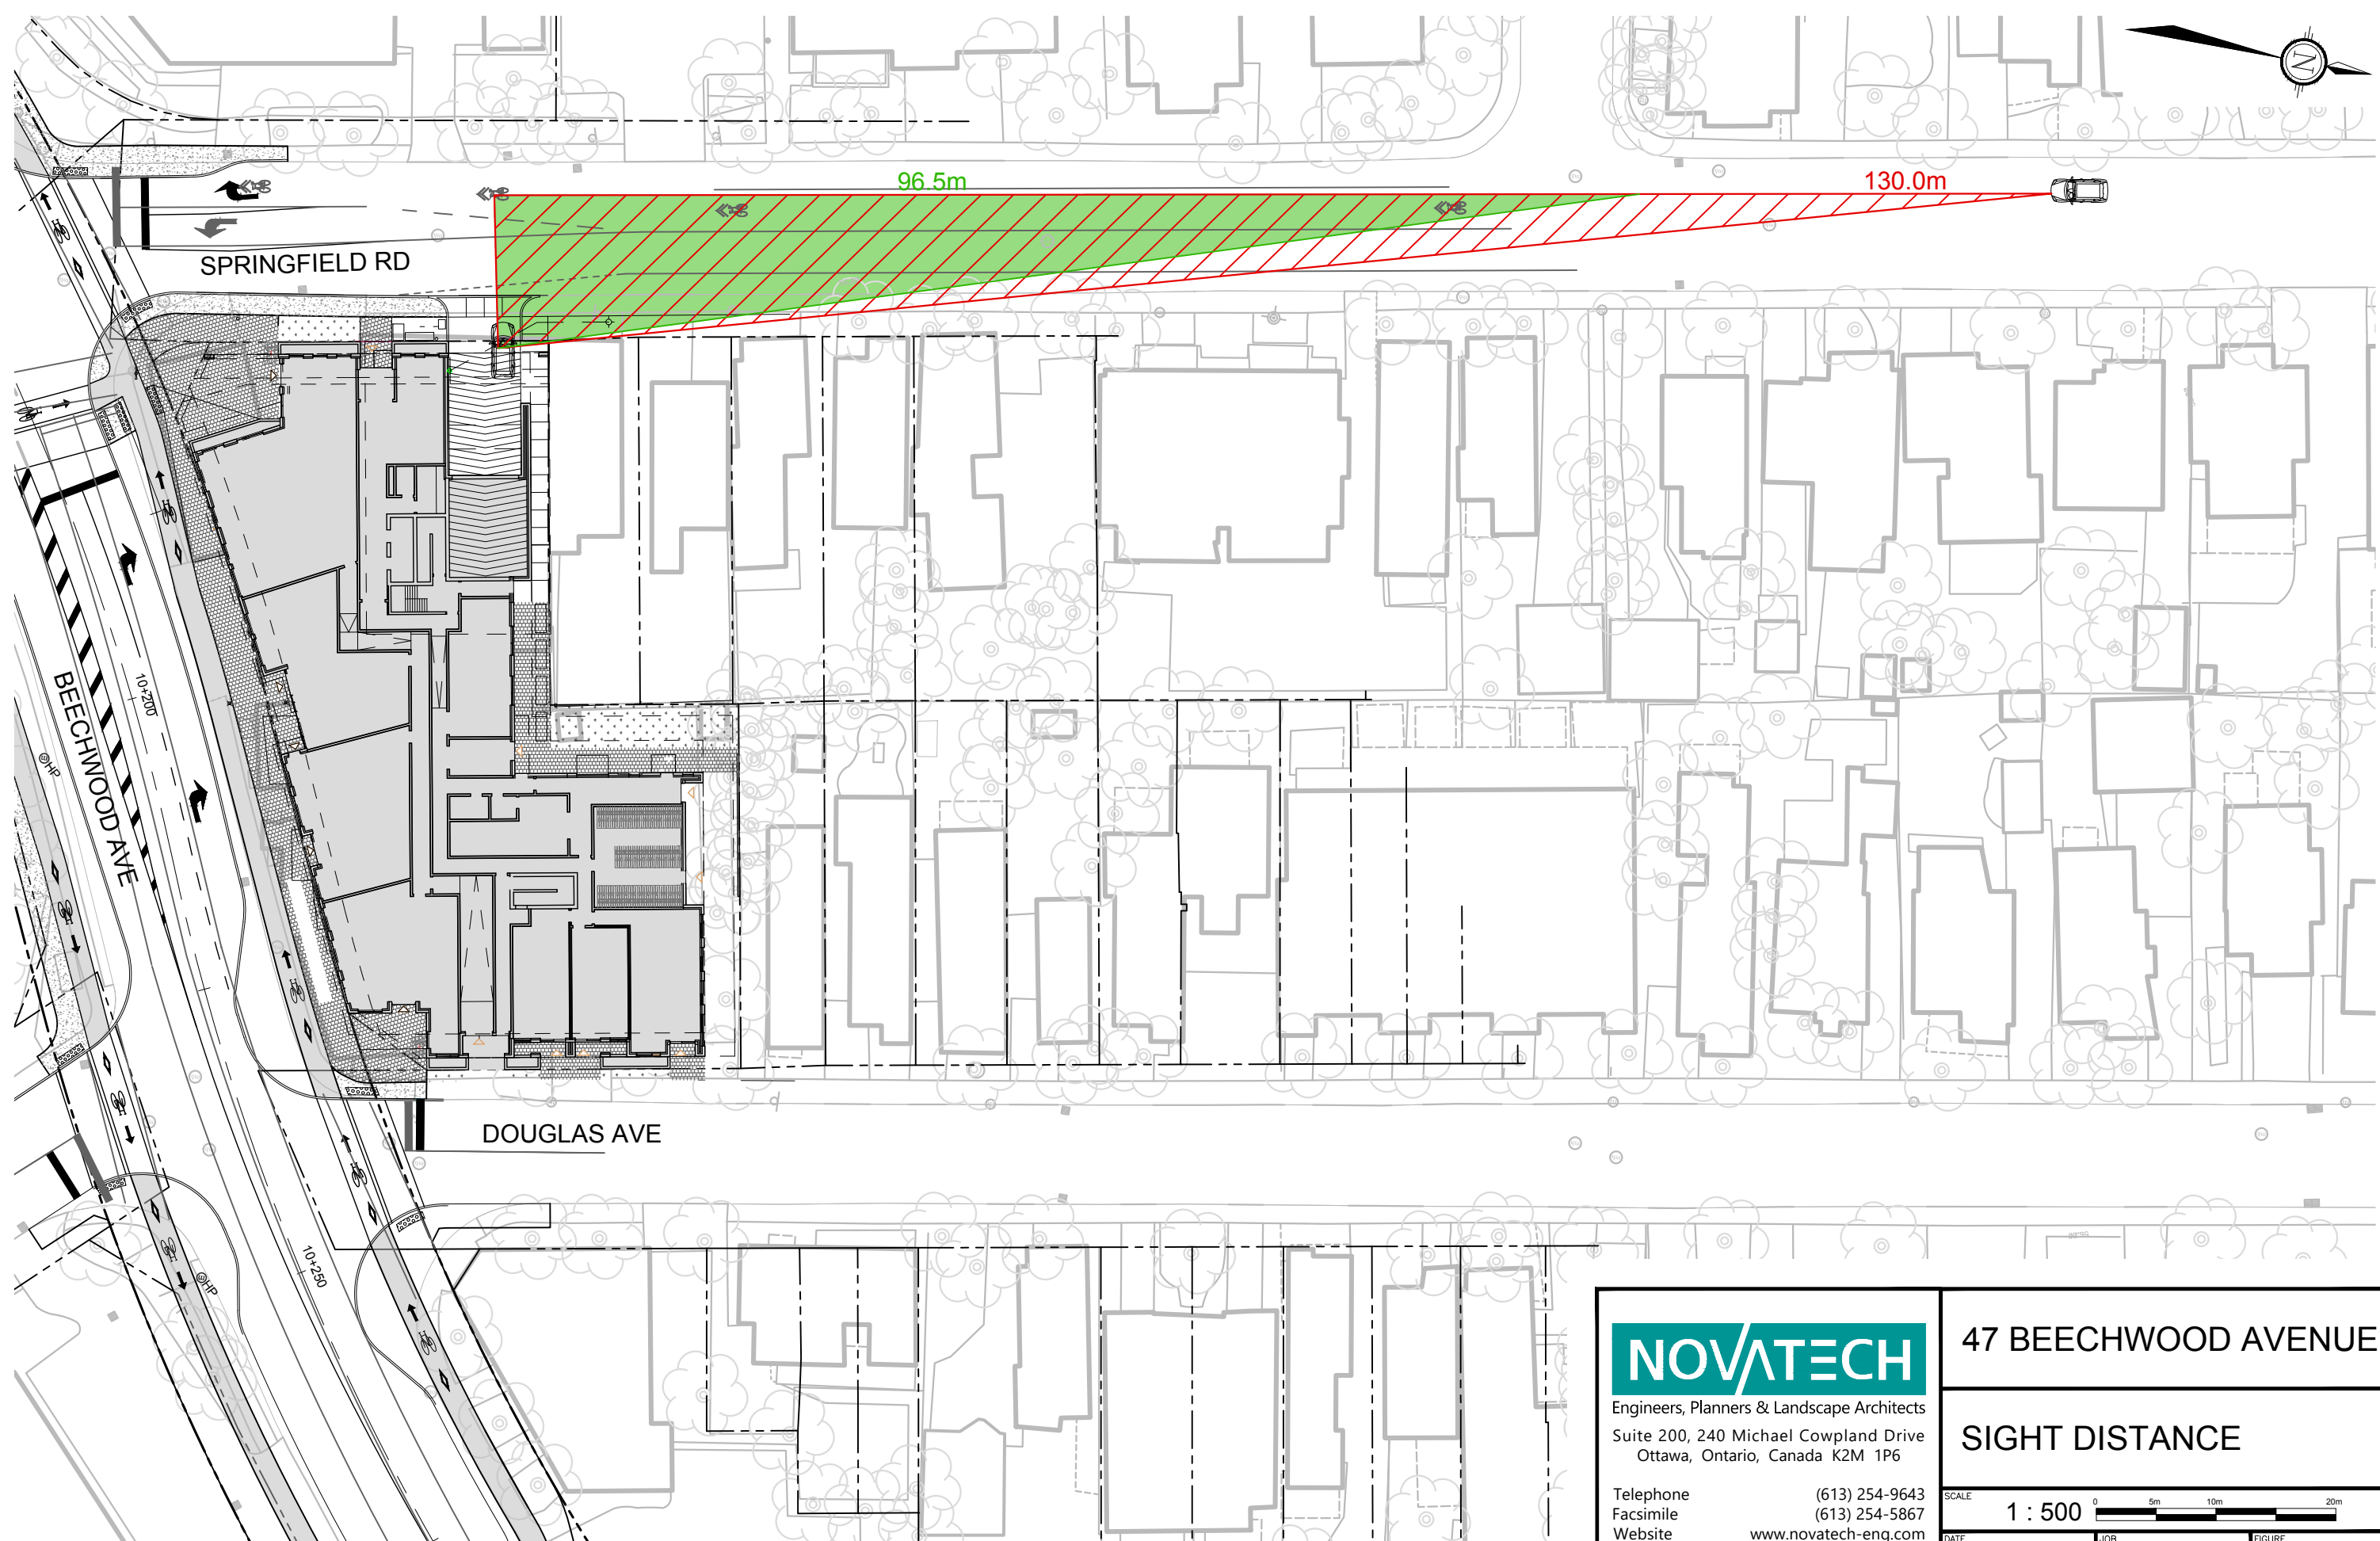 N
96.5m
130.0m
SPRINGFIELD RD
BEECHWOOD AVE
10+200
HP
DOUGLAS AVE
10+250
HP
NOVATECH
Engineers, Planners & Landscape Architects
Suite 200, 240 Michael Cowpland Drive
Ottawa, Ontario, Canada K2M 1P6
Telephone (613) 254-9643
Facsimile (613) 254-5867
Website www.novatech-eng.com
47 BEECHWOOD AVENUE
SIGHT DISTANCE
SCALE
1 : 500
0 5m 10m 20m
DATE JOB FIGURE